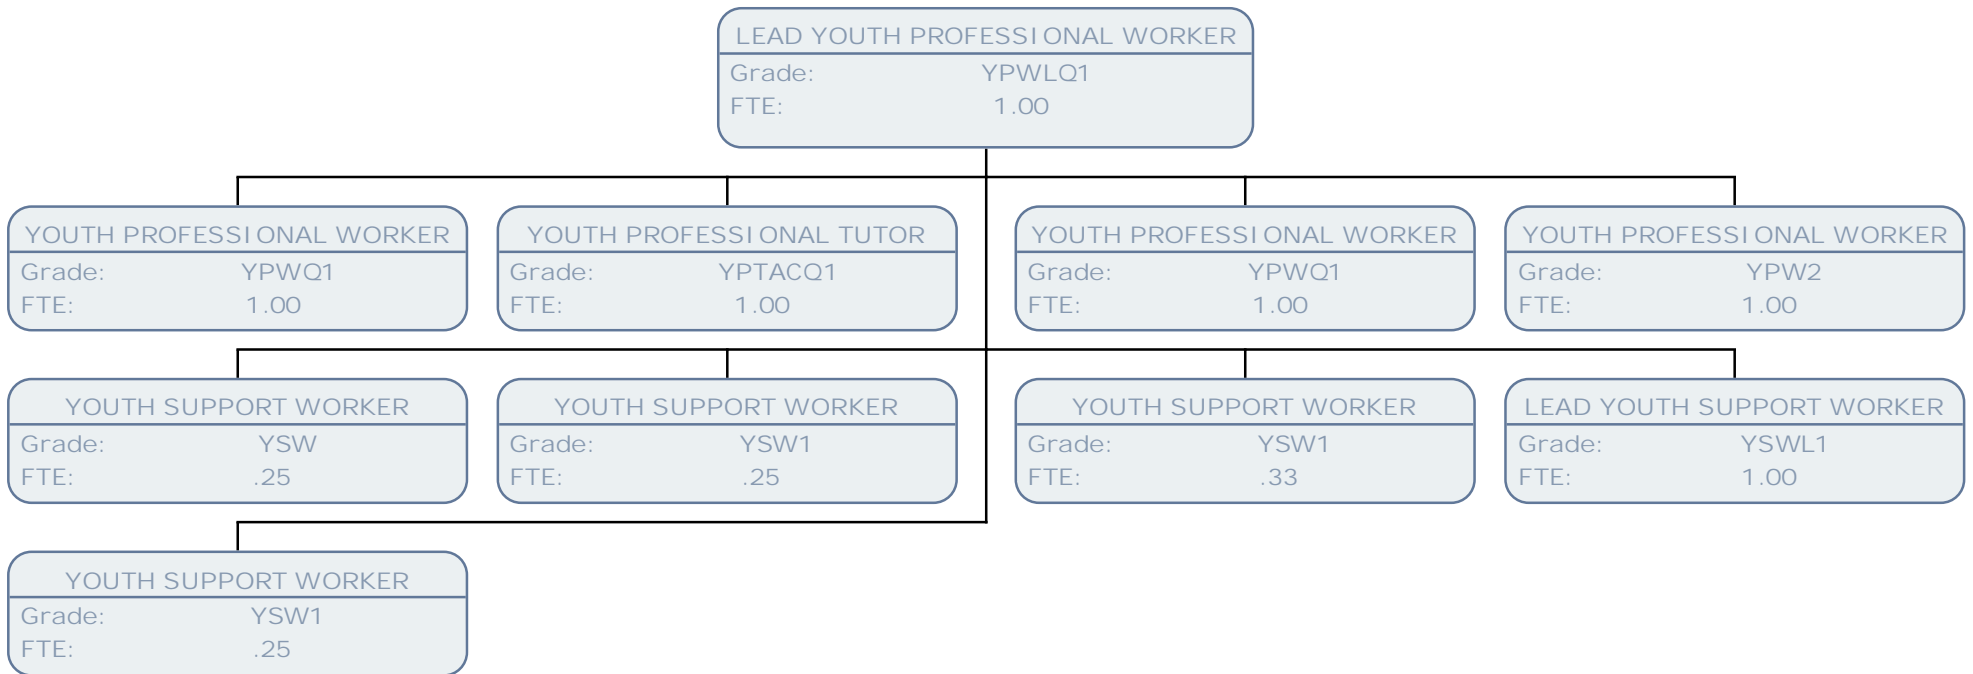 LEAD YOUTH PROFESSIONAL WORKER
Grade: YPWLQ1
FTE: 1.00
YOUTH PROFESSIONAL WORKER
Grade: YPWQ1
FTE: 1.00
YOUTH PROFESSIONAL TUTOR
Grade: YPTACQ1
FTE: 1.00
YOUTH PROFESSIONAL WORKER
Grade: YPWQ1
FTE: 1.00
YOUTH PROFESSIONAL WORKER
Grade: YPW2
FTE: 1.00
YOUTH SUPPORT WORKER
Grade: YSW
FTE: .25
YOUTH SUPPORT WORKER
Grade: YSW1
FTE: .25
YOUTH SUPPORT WORKER
Grade: YSW1
FTE: .33
LEAD YOUTH SUPPORT WORKER
Grade: YSWL1
FTE: 1.00
YOUTH SUPPORT WORKER
Grade: YSW1
FTE: .25